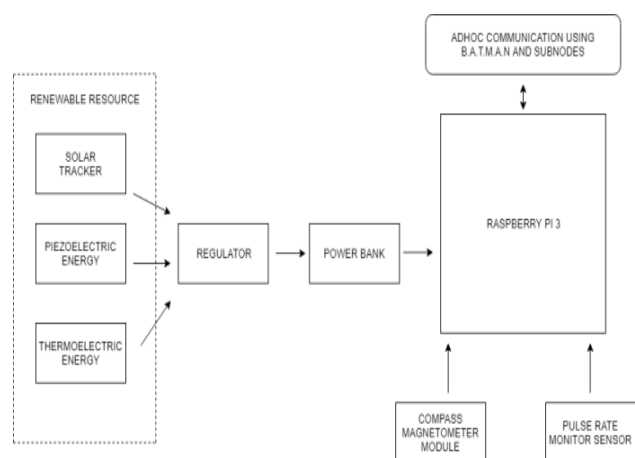 ADHOC COMMUNICATION USING
B.A.T.M.A.N AND SUBNODES
RENEWABLE RESOURCE
SOLAR
TRACKER
PIEZOELECTRIC
ENERGY
THERMOELECTRIC
ENERGY
REGULATOR
POWER BANK
RASPBERRY PI 3
COMPASS
MAGNETOMETER
MODULE
PULSE RATE
MONITOR SENSOR